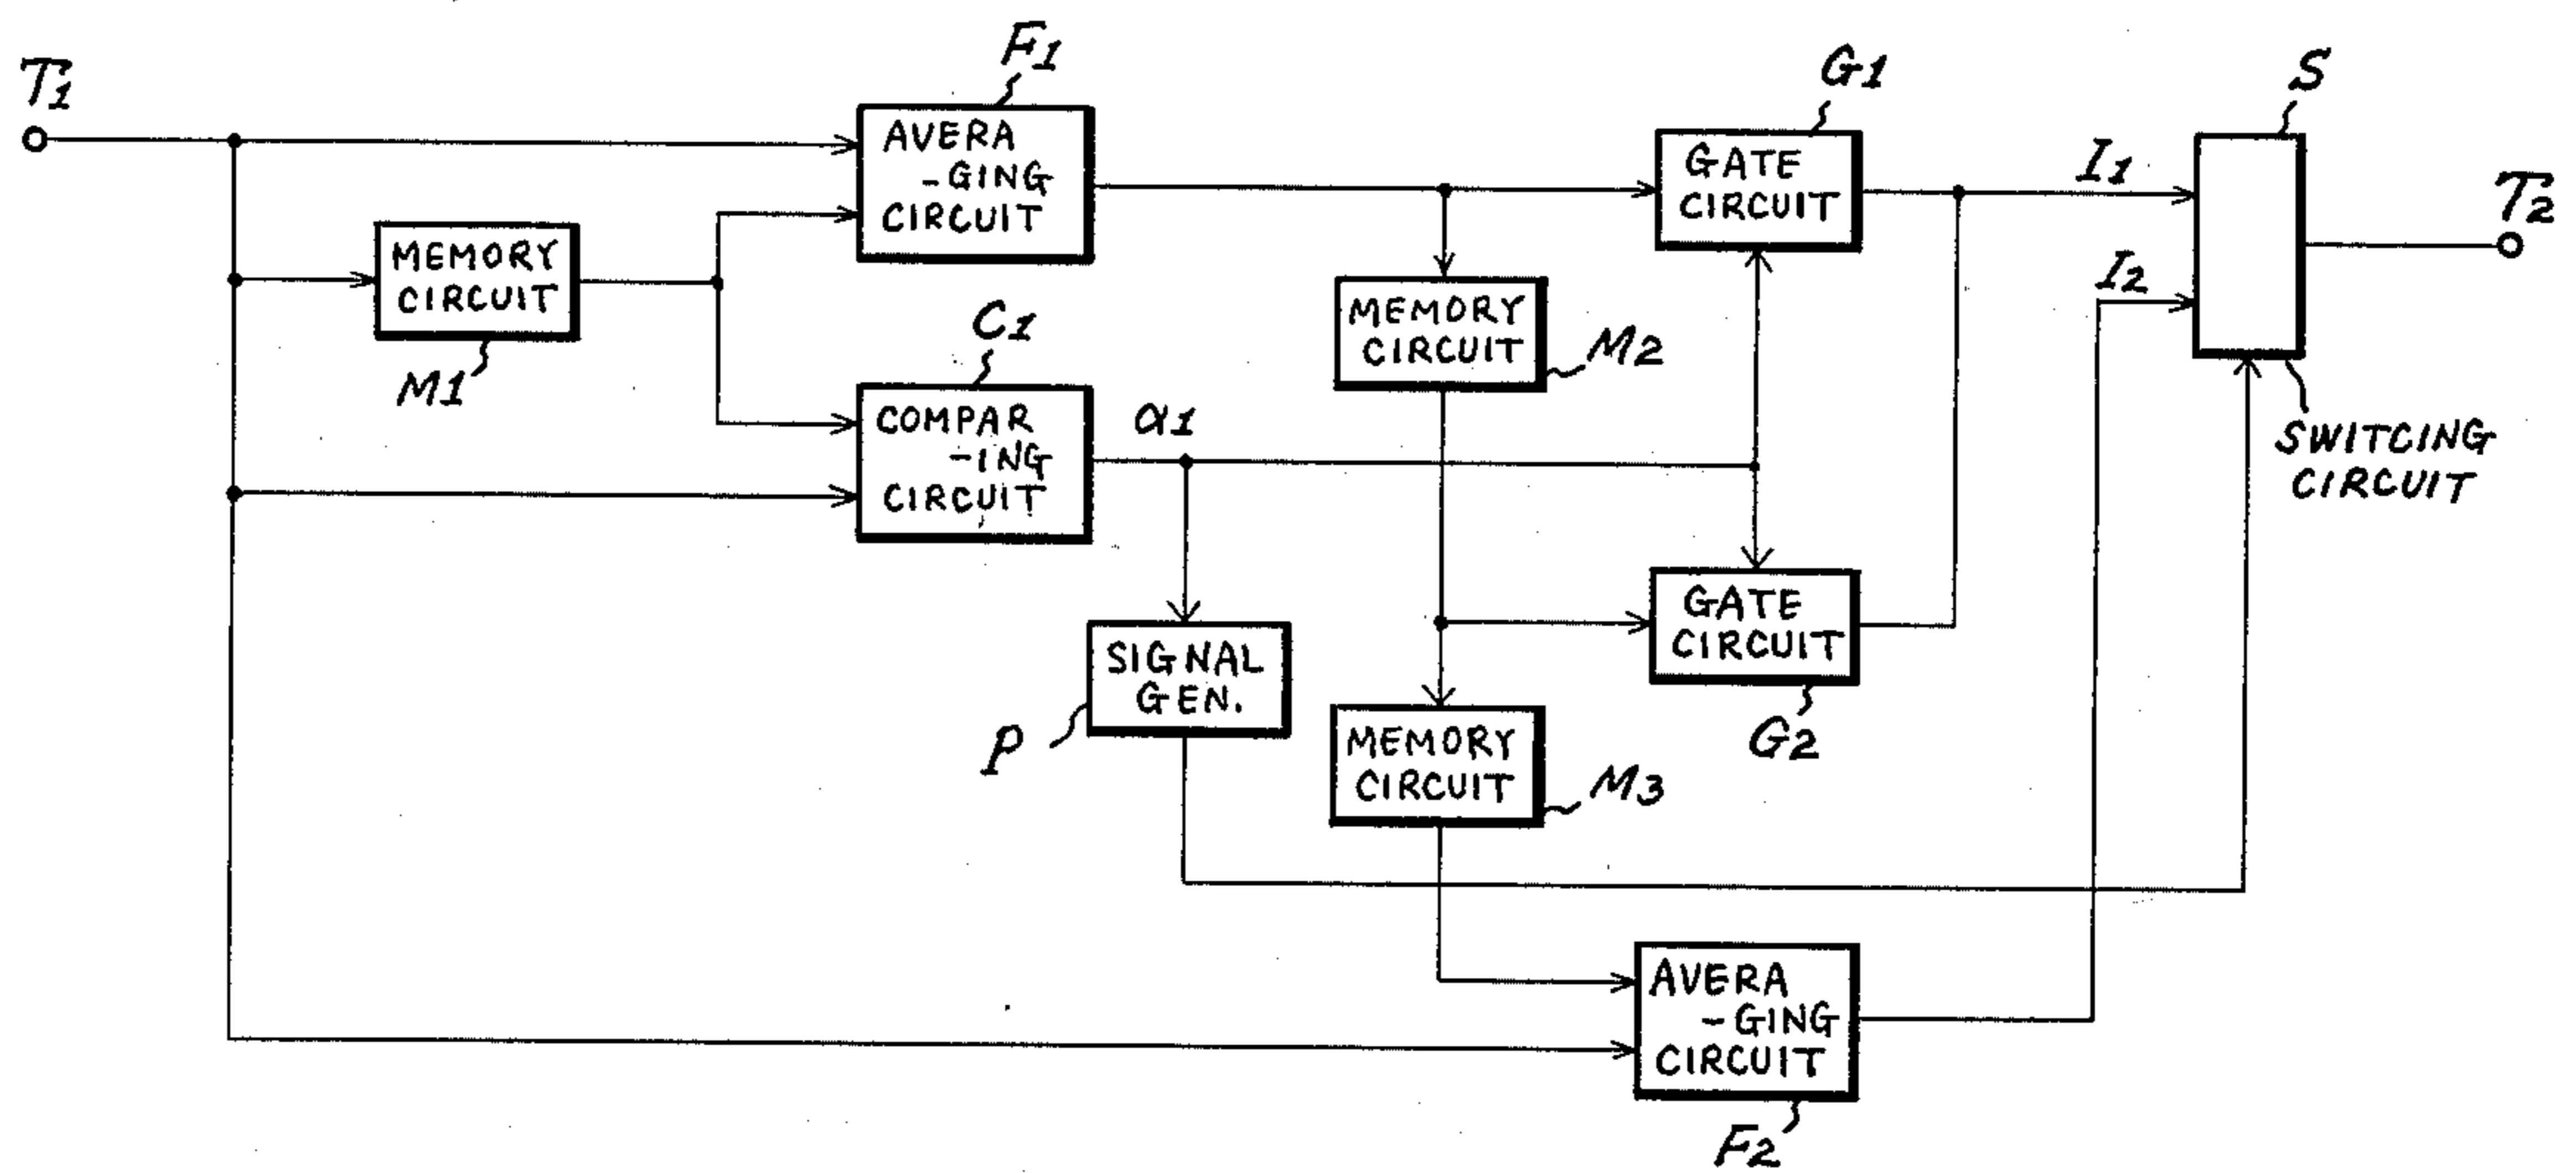 T1
F1
AVERA
-GING
CIRCUIT
G1
GATE
CIRCUIT
S
I1
T2
MEMORY
CIRCUIT
M1
I2
C1
COMPAR
-ING
CIRCUIT
a1
MEMORY
CIRCUIT
M2
SWITCING
CIRCUIT
SIGNAL
GEN.
P
GATE
CIRCUIT
G2
MEMORY
CIRCUIT
M3
AVERA
-GING
CIRCUIT
F2